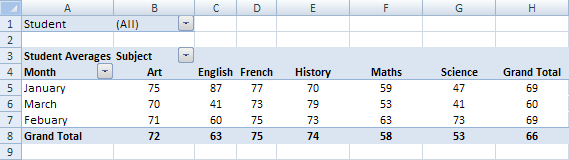 A B C D E F G H
1 Student (All)
2
3 Student Averages Subject
4 Month Art English French History Maths Science Grand Total
5 January 75 87 77 70 59 47 69
6 March 70 41 73 79 53 41 60
7 Febuary 71 60 75 73 63 73 69
8 Grand Total 72 63 75 74 58 53 66
9